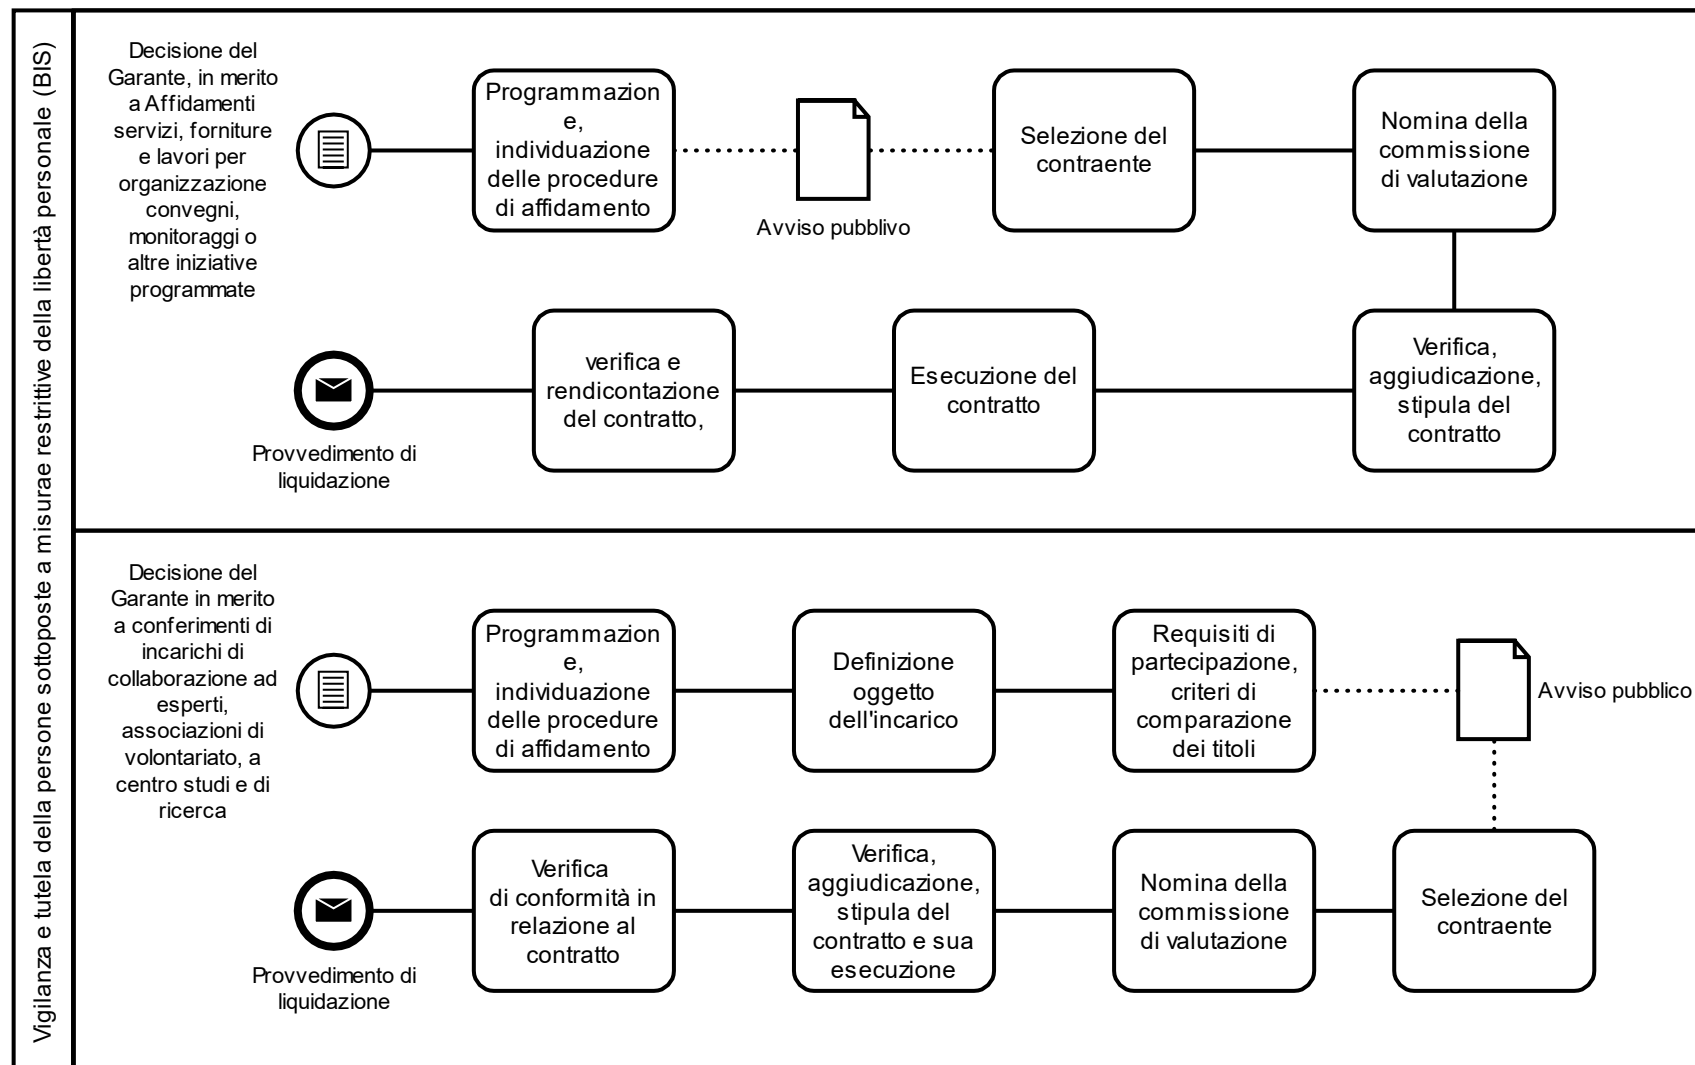 Vigilanza e tutela della persone sottoposte a misurae restrittive della libertà personale (BIS)
Decisione del
Garante, in merito
a Affidamenti
servizi, forniture
e lavori per
organizzazione
convegni,
monitoraggi o
altre iniziative
programmate
Programmazion
e,
individuazione
delle procedure
di affidamento
Avviso pubblivo
Selezione del
contraente
Nomina della
commissione
di valutazione
Verifica,
aggiudicazione,
stipula del
contratto
Esecuzione del
contratto
verifica e
rendicontazione
del contratto,
Provvedimento di
liquidazione
Decisione del
Garante in merito
a conferimenti di
incarichi di
collaborazione ad
esperti,
associazioni di
volontariato, a
centro studi e di
ricerca
Programmazion
e,
individuazione
delle procedure
di affidamento
Definizione
oggetto
dell'incarico
Requisiti di
partecipazione,
criteri di
comparazione
dei titoli
Avviso pubblico
Selezione del
contraente
Nomina della
commissione
di valutazione
Verifica,
aggiudicazione,
stipula del
contratto e sua
esecuzione
Verifica
di conformità in
relazione al
contratto
Provvedimento di
liquidazione